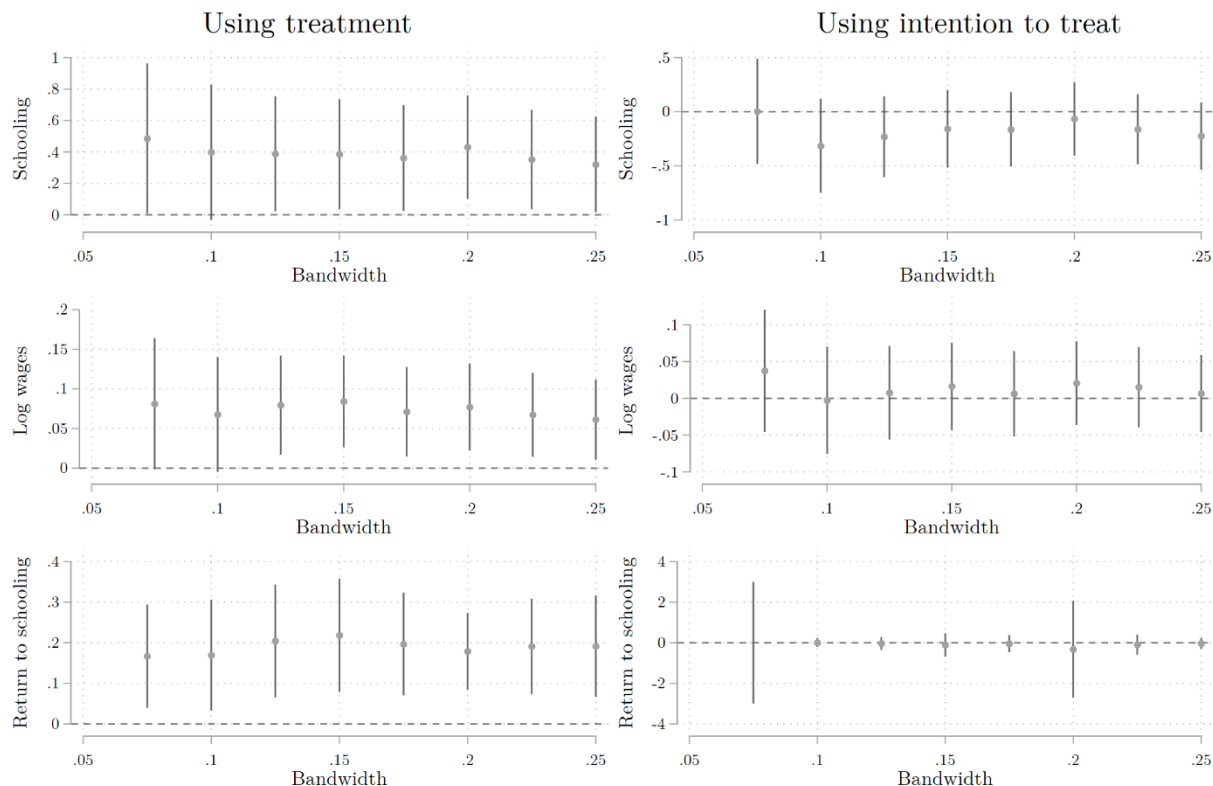 Using treatment
Schooling
1
.8
.6
.4
.2
0
.05 .1 .15 .2 .25
Bandwidth
Using intention to treat
Schooling
.5
0
-.5
-1
.05 .1 .15 .2 .25
Bandwidth
Log wages
.2
.15
.1
.05
0
.05 .1 .15 .2 .25
Bandwidth
Log wages
.1
.05
0
-.05
-.1
.05 .1 .15 .2 .25
Bandwidth
Return to schooling
.4
.3
.2
.1
0
.05 .1 .15 .2 .25
Bandwidth
Return to schooling
4
2
0
-2
-4
.05 .1 .15 .2 .25
Bandwidth